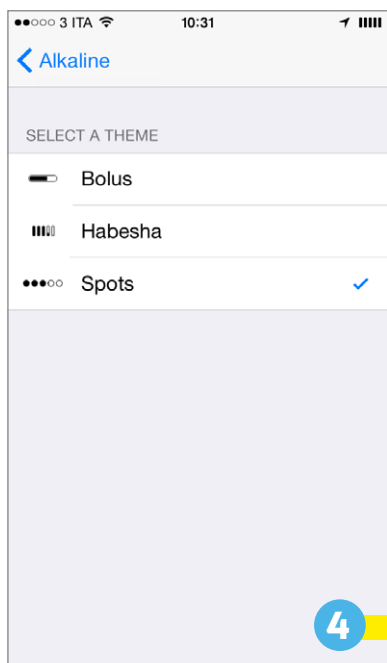 3 ITA 10:31
Alkaline
SELECT A THEME
Bolus
Habesha
Spots
4